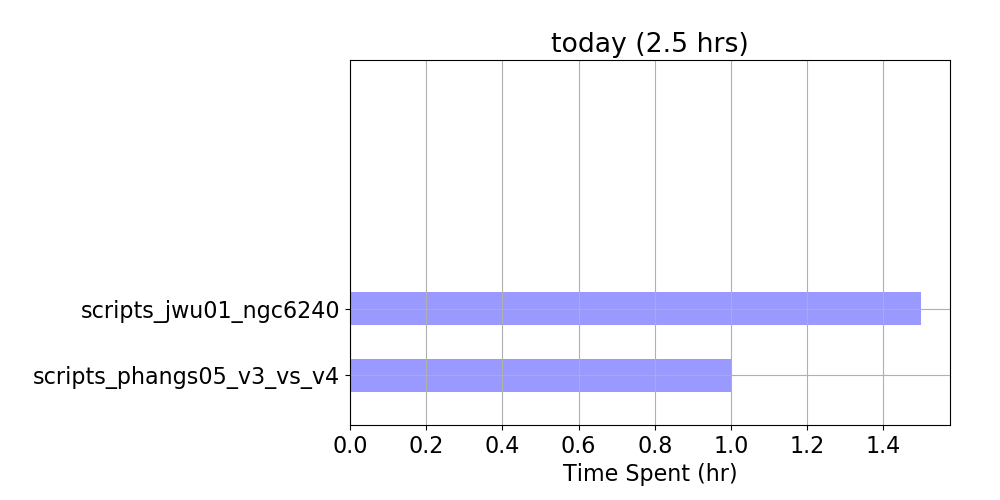 today (2.5 hrs)
scripts_jwu01_ngc6240
scripts_phangs05_v3_vs_v4
0.0 0.2 0.4 0.6 0.8 1.0 1.2 1.4
Time Spent (hr)